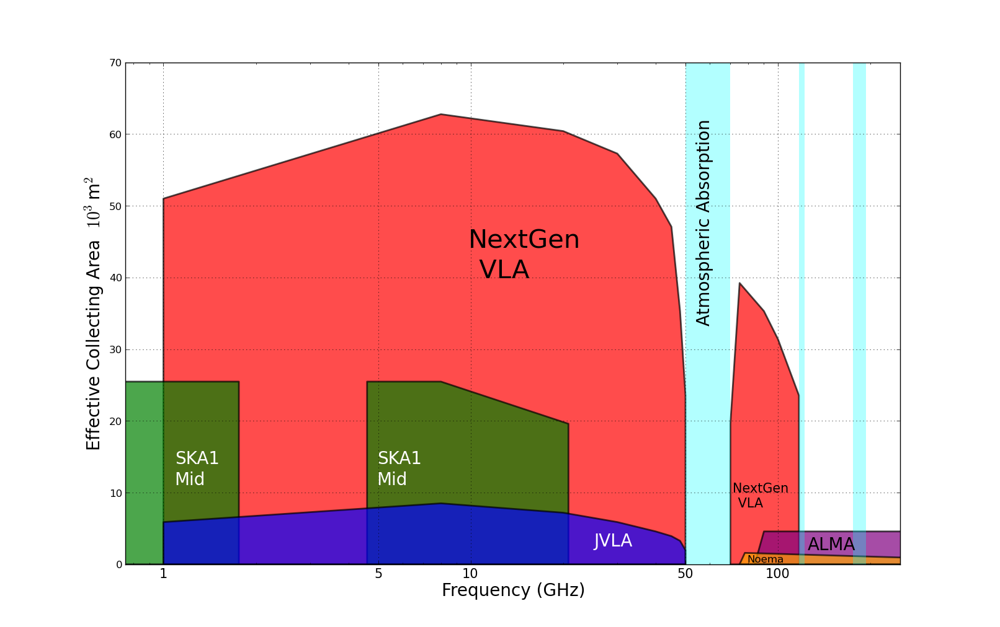 70
60
50
40
30
20
10
0
Effective Collecting Area 10³ m²
NextGen
VLA
Atmospheric Absorption
SKA1
Mid
SKA1
Mid
NextGen
VLA
JVLA
ALMA
Noema
1
5
10
50
100
Frequency (GHz)